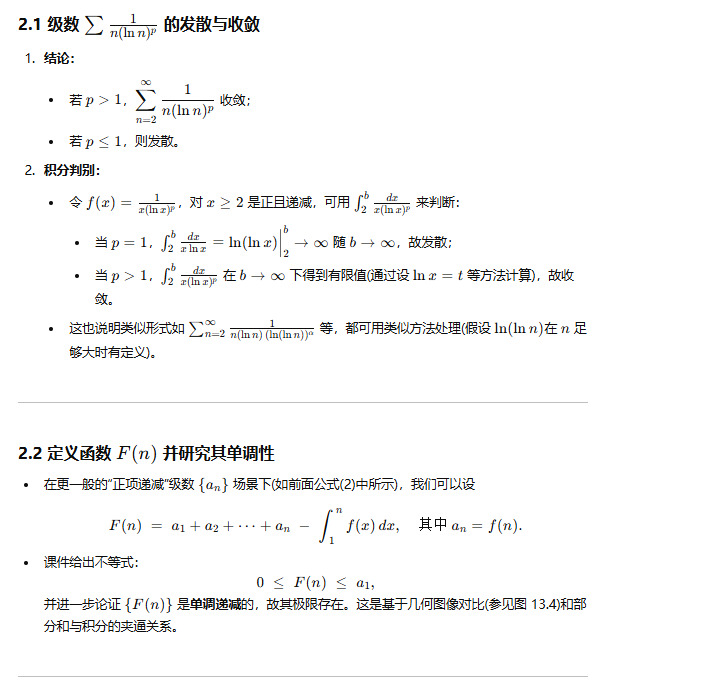 2.1 级数 ∑ 1/(n(ln n)^p) 的发散与收敛
1. 结论：
• 若 p > 1，∑_{n=2}^{∞} 1/(n(ln n)^p) 收敛；
• 若 p ≤ 1，则发散。
2. 积分判别：
• 令 f(x) = 1/(x(ln x)^p)，对 x ≥ 2 是正且递减，可用 ∫_2^b dx/(x(ln x)^p) 来判断：
• 当 p = 1，∫_2^b dx/(x ln x) = ln(ln x)|_2^b → ∞ 随 b → ∞，故发散；
• 当 p > 1，∫_2^b dx/(x(ln x)^p) 在 b → ∞ 下得到有限值(通过设 ln x = t 等方法计算)，故收
敛。
• 这也说明类似形式如 ∑_{n=2}^{∞} 1/(n(ln n) (ln(ln n))^α) 等，都可用类似方法处理(假设 ln(ln n)在 n 足
够大时有定义)。
2.2 定义函数 F(n) 并研究其单调性
• 在更一般的“正项递减”级数 {a_n} 场景下(如前面公式(2)中所示)，我们可以设
F(n) = a_1 + a_2 + ⋯ + a_n − ∫_1^n f(x) dx, 其中 a_n = f(n).
• 课件给出不等式：
0 ≤ F(n) ≤ a_1,
并进一步论证 {F(n)} 是单调递减的，故其极限存在。这是基于几何图像对比(参见图 13.4)和部
分和与积分的夹逼关系。